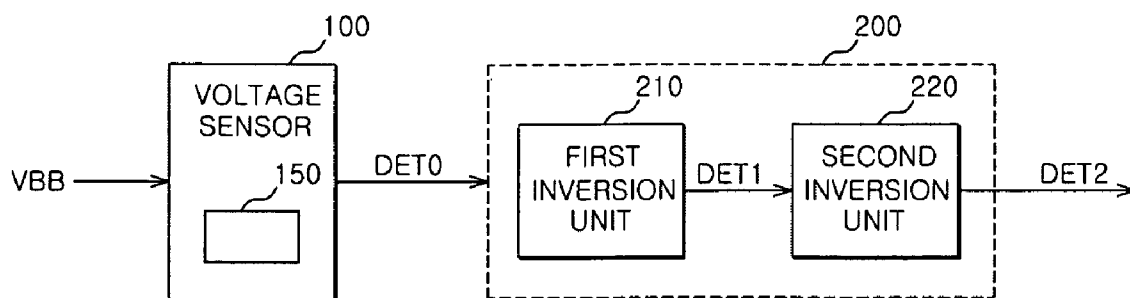 100
200
VOLTAGE
SENSOR
210
220
VBB
150
DET0
FIRST
INVERSION
UNIT
DET1
SECOND
INVERSION
UNIT
DET2